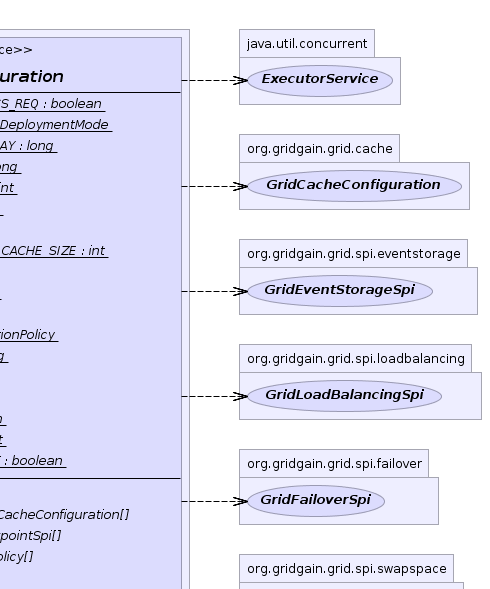 ce>>
uration
S_REQ : boolean
DeploymentMode
AY : long
ong
int
CACHE_SIZE : int
ionPolicy
g
n
t
: boolean
CacheConfiguration[]
pointSpi[]
olicy[]
java.util.concurrent
ExecutorService
org.gridgain.grid.cache
GridCacheConfiguration
org.gridgain.grid.spi.eventstorage
GridEventStorageSpi
org.gridgain.grid.spi.loadbalancing
GridLoadBalancingSpi
org.gridgain.grid.spi.failover
GridFailoverSpi
org.gridgain.grid.spi.swapspace